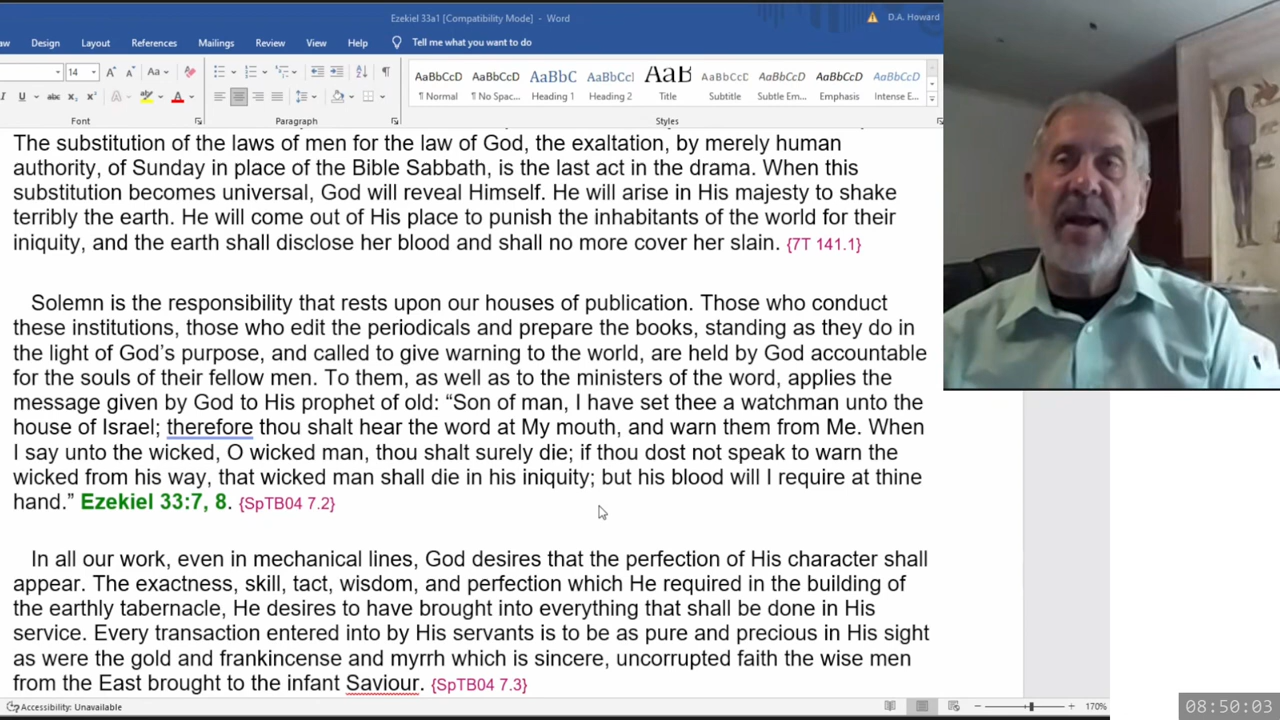 Ezekiel 33a1 [Compatibility Mode] - Word
D.A. Howard
aw Design Layout References Mailings Review View Help Tell me what you want to do
14 Aa
AaBbCcD AaBbCcD AaBbC AaBbCcI AaB AaBbCcD AaBbCcD AaBbCcD AaBbCcD
I U abc X₂ X² A A
¶ Normal ¶ No Spac... Heading 1 Heading 2 Title Subtitle Subtle Em... Emphasis Intense E...
Font Paragraph Styles
The substitution of the laws of men for the law of God, the exaltation, by merely human
authority, of Sunday in place of the Bible Sabbath, is the last act in the drama. When this
substitution becomes universal, God will reveal Himself. He will arise in His majesty to shake
terribly the earth. He will come out of His place to punish the inhabitants of the world for their
iniquity, and the earth shall disclose her blood and shall no more cover her slain. {7T 141.1}
Solemn is the responsibility that rests upon our houses of publication. Those who conduct
these institutions, those who edit the periodicals and prepare the books, standing as they do in
the light of God's purpose, and called to give warning to the world, are held by God accountable
for the souls of their fellow men. To them, as well as to the ministers of the word, applies the
message given by God to His prophet of old: “Son of man, I have set thee a watchman unto the
house of Israel; therefore thou shalt hear the word at My mouth, and warn them from Me. When
I say unto the wicked, O wicked man, thou shalt surely die; if thou dost not speak to warn the
wicked from his way, that wicked man shall die in his iniquity; but his blood will I require at thine
hand.” Ezekiel 33:7, 8. {SpTB04 7.2}
In all our work, even in mechanical lines, God desires that the perfection of His character shall
appear. The exactness, skill, tact, wisdom, and perfection which He required in the building of
the earthly tabernacle, He desires to have brought into everything that shall be done in His
service. Every transaction entered into by His servants is to be as pure and precious in His sight
as were the gold and frankincense and myrrh which is sincere, uncorrupted faith the wise men
from the East brought to the infant Saviour. {SpTB04 7.3}
Accessibility: Unavailable
170%
08:50:03